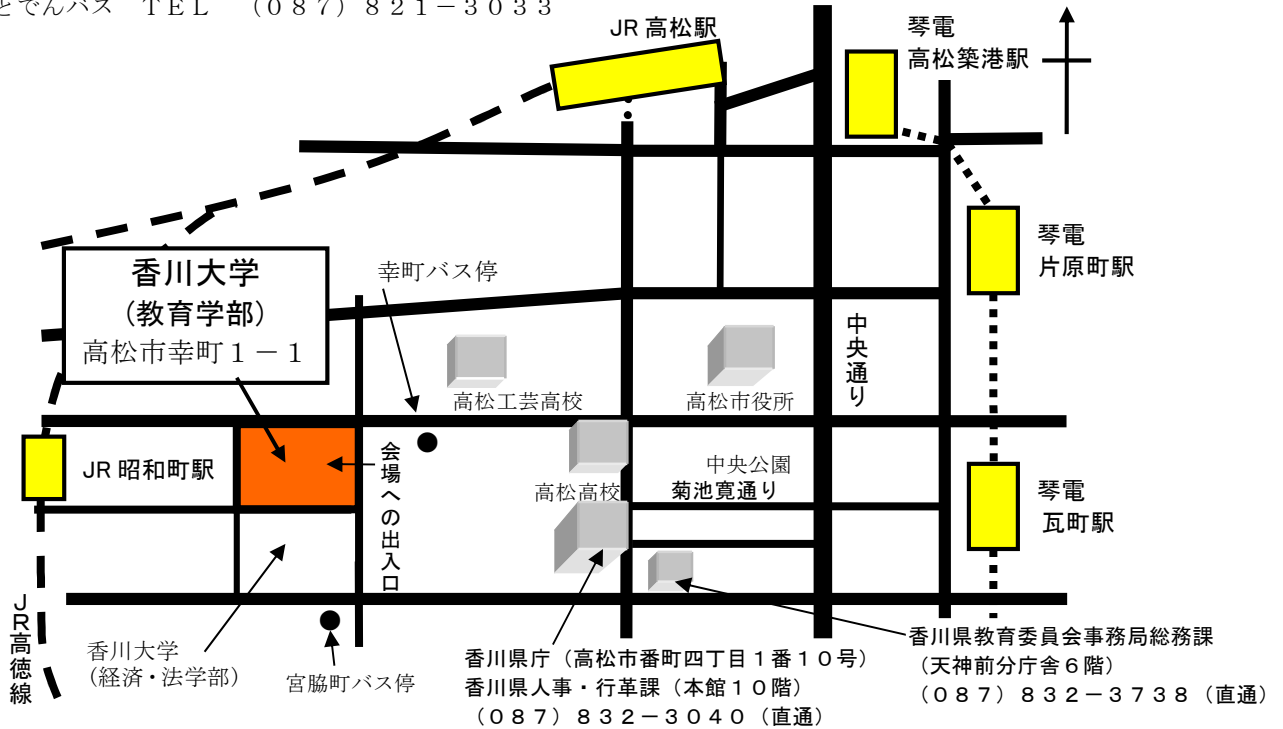 とでんバス　ＴＥＬ　（０８７）８２１－３０３３
JR 高松駅
琴電
高松築港駅
琴電
片原町駅
香川大学
（教育学部）
高松市幸町１－１
幸町バス停
中央通り
高松工芸高校
高松市役所
JR 昭和町駅
会場への出入口
高松高校
中央公園
菊池寛通り
琴電
瓦町駅
ＪＲ高徳線
香川大学
（経済・法学部）
宮脇町バス停
香川県庁（高松市番町四丁目１番１０号）
香川県人事・行革課（本館１０階）
（０８７）８３２－３０４０（直通）
香川県教育委員会事務局総務課
（天神前分庁舎６階）
（０８７）８３２－３７３８（直通）